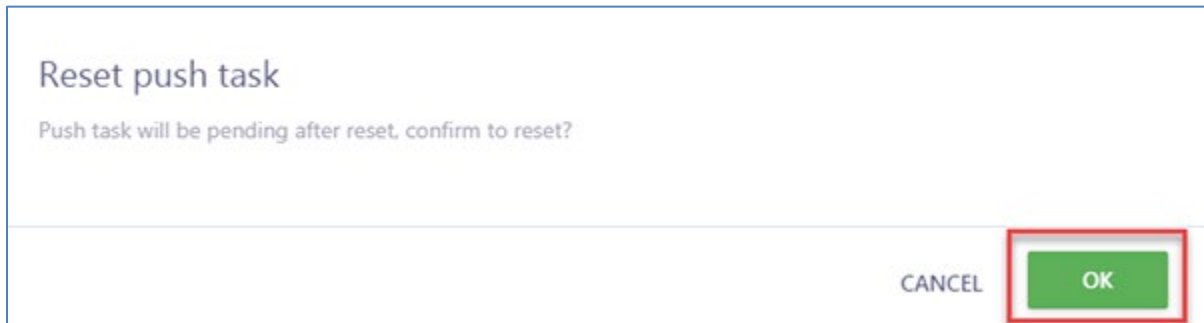 Reset push task
Push task will be pending after reset, confirm to reset?
CANCEL OK